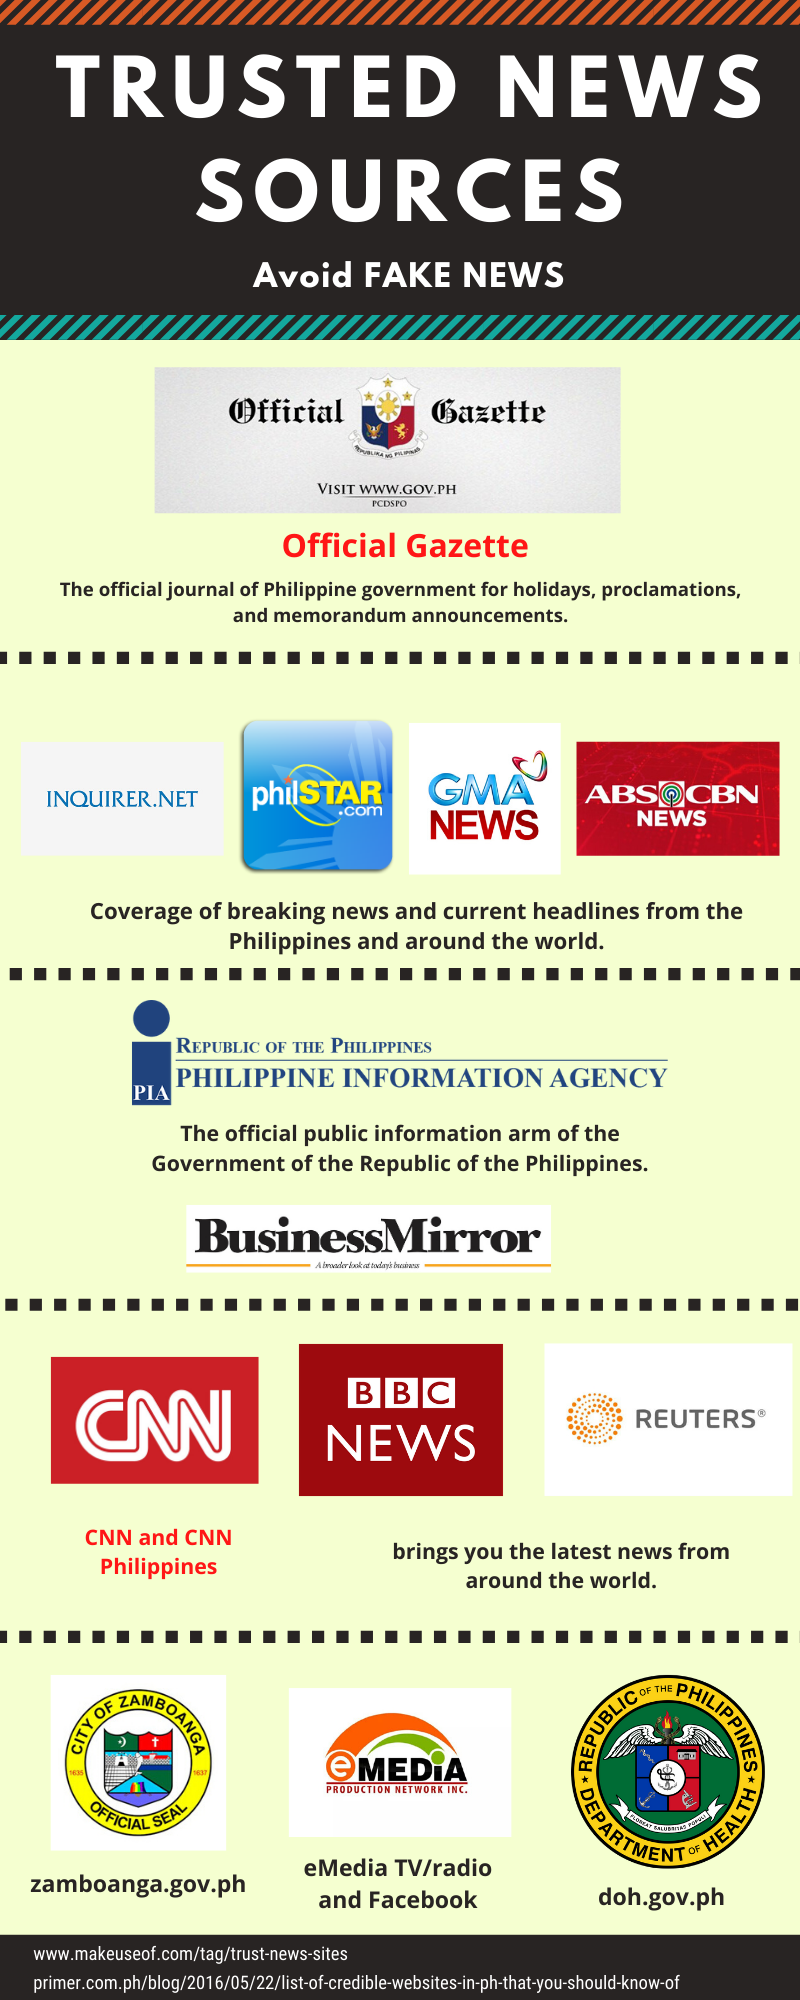 TRUSTED NEWS
SOURCES
Avoid FAKE NEWS
Official Gazette
REPUBLIKA NG PILIPINAS
VISIT WWW.GOV.PH
PCDSPO
Official Gazette
The official journal of Philippine government for holidays, proclamations,
and memorandum announcements.
INQUIRER.NET
philSTAR
.com
GMA
NEWS
ABS CBN
NEWS
Coverage of breaking news and current headlines from the
Philippines and around the world.
REPUBLIC OF THE PHILIPPINES
PIA PHILIPPINE INFORMATION AGENCY
The official public information arm of the
Government of the Republic of the Philippines.
BusinessMirror
A broader look at today's business
CNN
BBC
NEWS
REUTERS®
CNN and CNN
Philippines
brings you the latest news from
around the world.
CITY OF ZAMBOANGA
1635 1637
OFFICIAL SEAL
eMEDiA
PRODUCTION NETWORK INC.
REPUBLIC OF THE PHILIPPINES
FLOREAT SALUBRITAS POPULI
DEPARTMENT OF HEALTH
zamboanga.gov.ph
eMedia TV/radio
and Facebook
doh.gov.ph
www.makeuseof.com/tag/trust-news-sites
primer.com.ph/blog/2016/05/22/list-of-credible-websites-in-ph-that-you-should-know-of